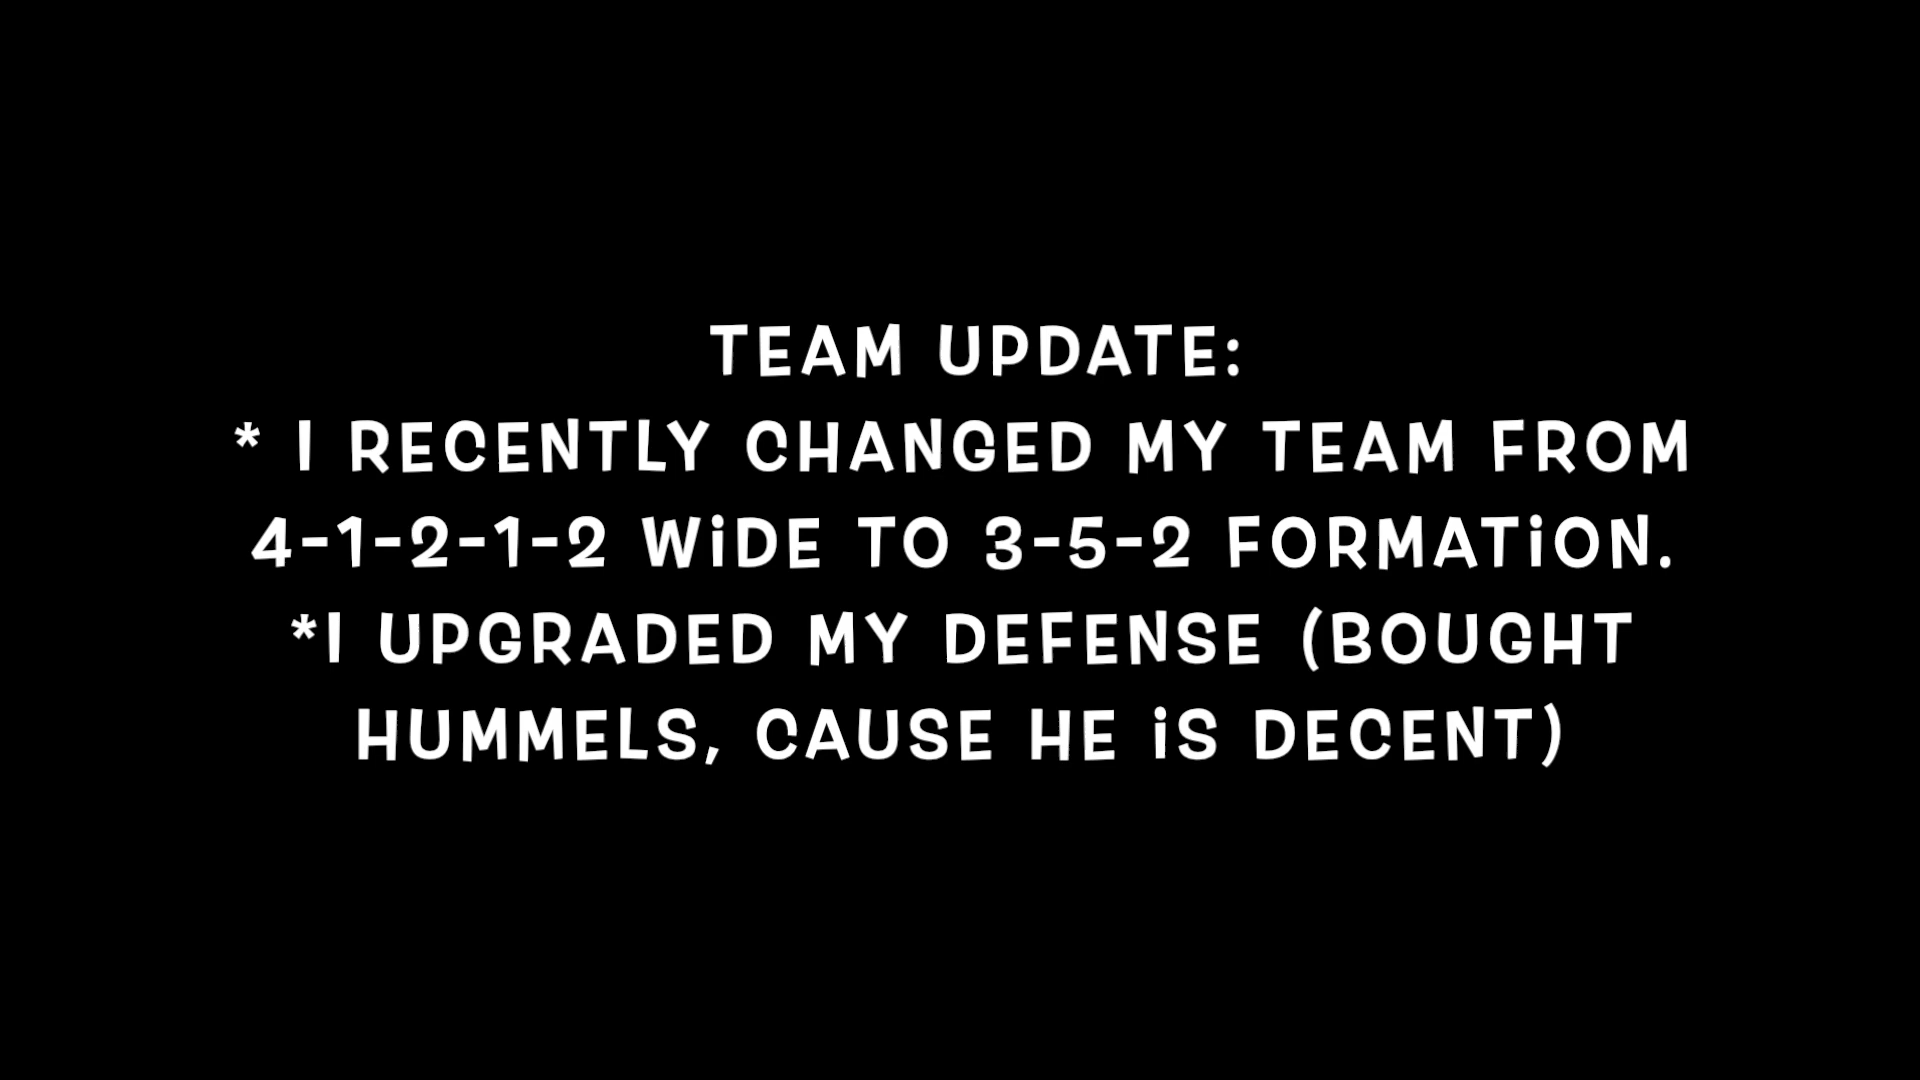 TEAM UPDATE:
* I RECENTLY CHANGED MY TEAM FROM
4-1-2-1-2 WiDE TO 3-5-2 FORMATiON.
*I UPGRADED MY DEFENSE (BOUGHT
HUMMELS, CAUSE HE iS DECENT)